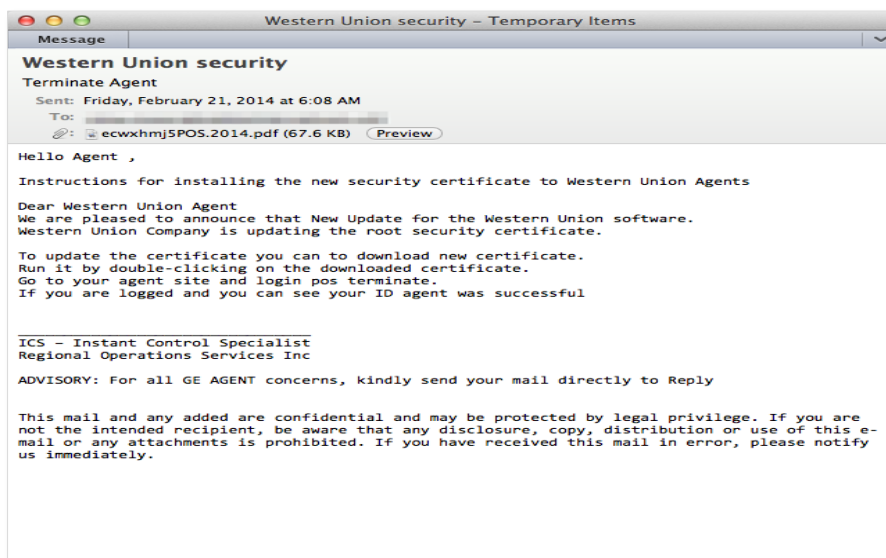 Western Union security – Temporary Items
Message
Western Union security
Terminate Agent
Sent: Friday, February 21, 2014 at 6:08 AM
To:
ecwxhmj5POS.2014.pdf (67.6 KB) Preview
Hello Agent ,
Instructions for installing the new security certificate to Western Union Agents
Dear Western Union Agent
We are pleased to announce that New Update for the Western Union software.
Western Union Company is updating the root security certificate.
To update the certificate you can to download new certificate.
Run it by double-clicking on the downloaded certificate.
Go to your agent site and login pos terminate.
If you are logged and you can see your ID agent was successful
ICS – Instant Control Specialist
Regional Operations Services Inc
ADVISORY: For all GE AGENT concerns, kindly send your mail directly to Reply
This mail and any added are confidential and may be protected by legal privilege. If you are
not the intended recipient, be aware that any disclosure, copy, distribution or use of this e-
mail or any attachments is prohibited. If you have received this mail in error, please notify
us immediately.